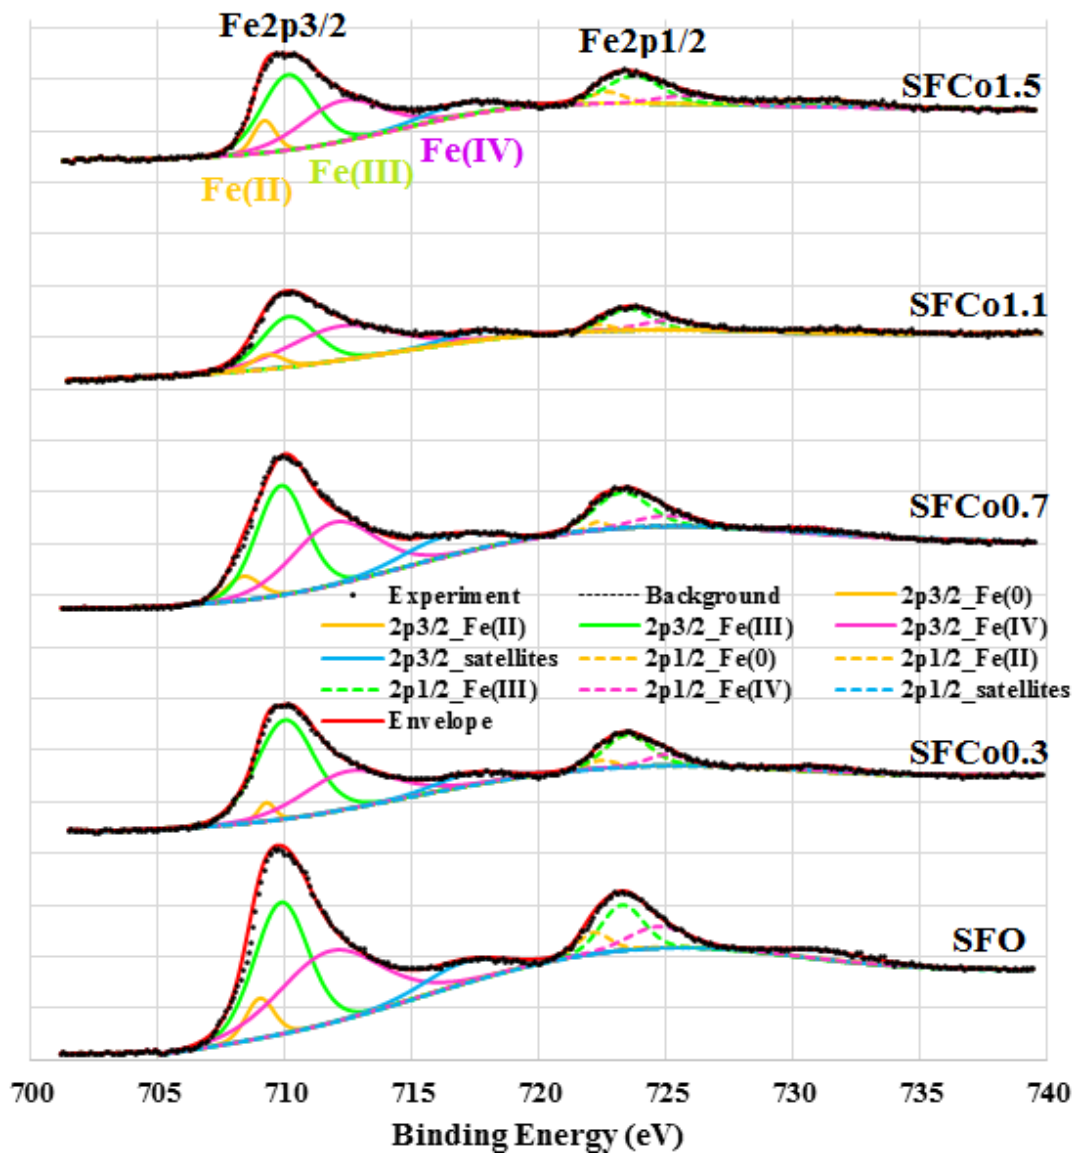 Fe2p3/2
Fe2p1/2
SFCo1.5
Fe(IV)
Fe(III)
Fe(II)
SFCo1.1
SFCo0.7
Experiment Background 2p3/2_Fe(0)
2p3/2_Fe(II) 2p3/2_Fe(III) 2p3/2_Fe(IV)
2p3/2_satellites 2p1/2_Fe(0) 2p1/2_Fe(II)
2p1/2_Fe(III) 2p1/2_Fe(IV) 2p1/2_satellites
Envelope
SFCo0.3
SFO
700 705 710 715 720 725 730 735 740
Binding Energy (eV)